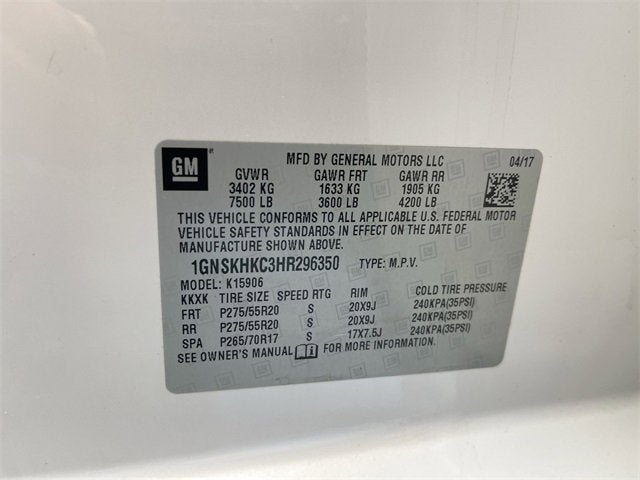 GM MFD BY GENERAL MOTORS LLC 04/17
GVWR GAWR FRT GAWR RR
3402 KG 1633 KG 1905 KG
7500 LB 3600 LB 4200 LB
THIS VEHICLE CONFORMS TO ALL APPLICABLE U.S. FEDERAL MOTOR
VEHICLE SAFETY STANDARDS IN EFFECT ON THE DATE OF
MANUFACTURE SHOWN ABOVE.
1GNSKHKC3HR296350 TYPE: M.P.V.
MODEL: K15906
KKXK TIRE SIZE SPEED RTG RIM COLD TIRE PRESSURE
FRT P275/55R20 S 20X9J 240KPA(35PSI)
RR P275/55R20 S 20X9J 240KPA(35PSI)
SPA P265/70R17 S 17X7.5J 240KPA(35PSI)
SEE OWNER'S MANUAL FOR MORE INFORMATION.